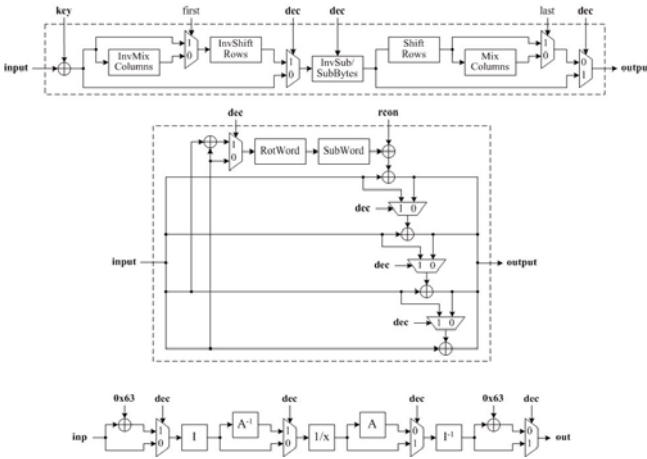 key first dec dec last dec
input InvMix Columns 1 0 InvShift Rows 1 0 InvSub/ SubBytes Shift Rows Mix Columns 1 0 0 1 output
dec rcon
1 0 RotWord SubWord
dec 1 0
dec 1 0
input output
dec 1 0
0x63 dec dec dec 0x63 dec
inp 1 0 I A⁻¹ 1 0 1/x A 0 1 I⁻¹ 0 1 out